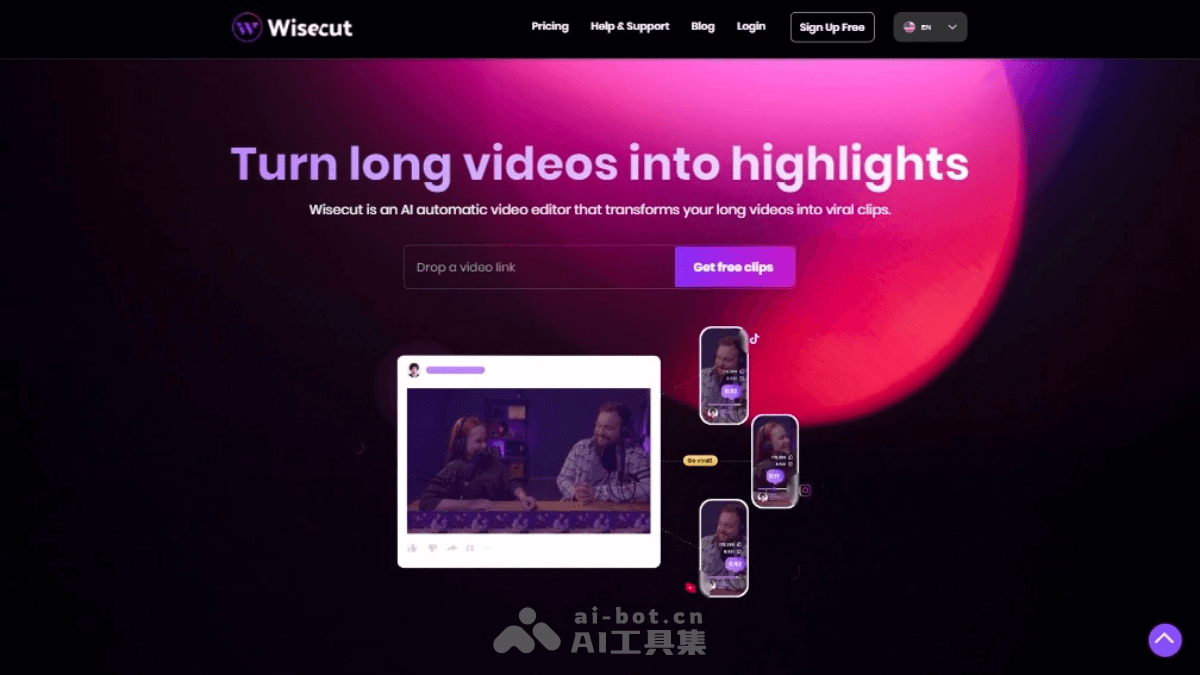 Wisecut
Pricing
Help & Support
Blog
Login
Sign Up Free
EN
Turn long videos into highlights
Wisecut is an AI automatic video editor that transforms your long videos into viral clips.
Drop a video link
Get free clips
Go viral!
ai-bot.cn
AI工具集